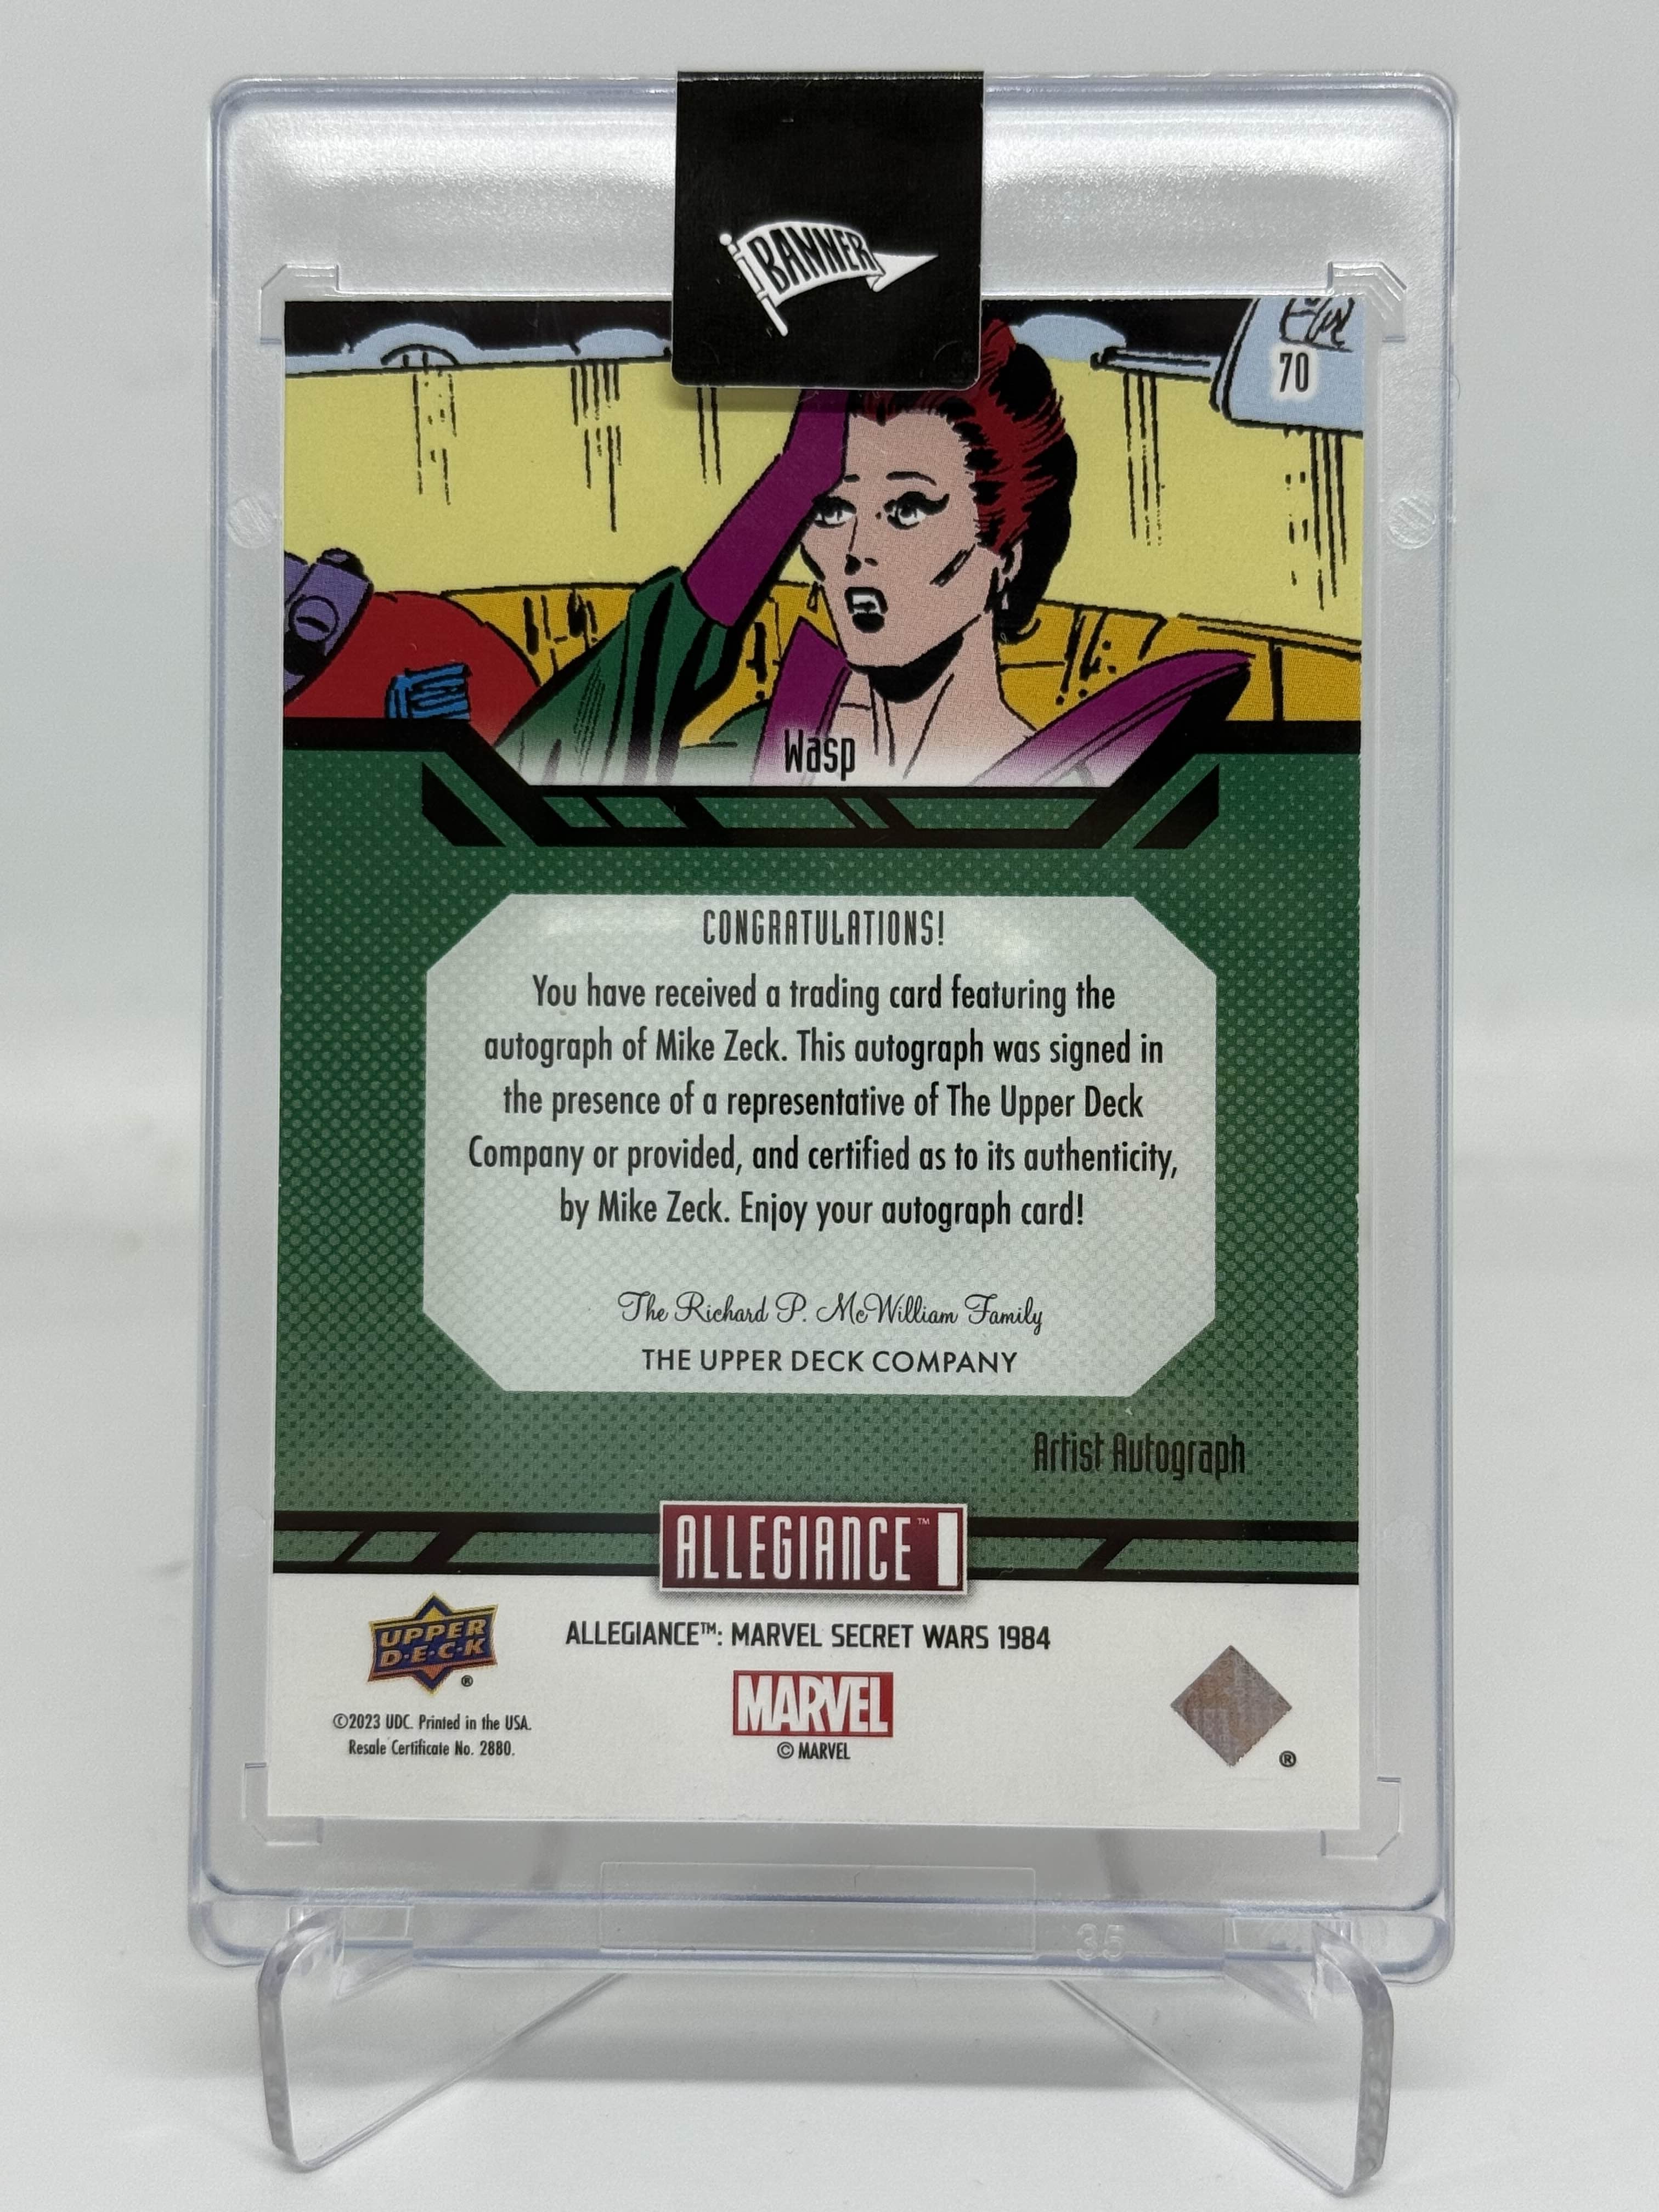 BANNER
70
Wasp
CONGRATULATIONS!
You have received a trading card featuring the
autograph of Mike Zeck. This autograph was signed in
the presence of a representative of The Upper Deck
Company or provided, and certified as to its authenticity,
by Mike Zeck. Enjoy your autograph card!
The Richard P. McWilliam Family
THE UPPER DECK COMPANY
Artist Autograph
ALLEGIANCE™
UPPER
D·E·C·K
®
ALLEGIANCE™: MARVEL SECRET WARS 1984
MARVEL
© MARVEL
©2023 UDC. Printed in the USA.
Resale Certificate No. 2880.
®
35